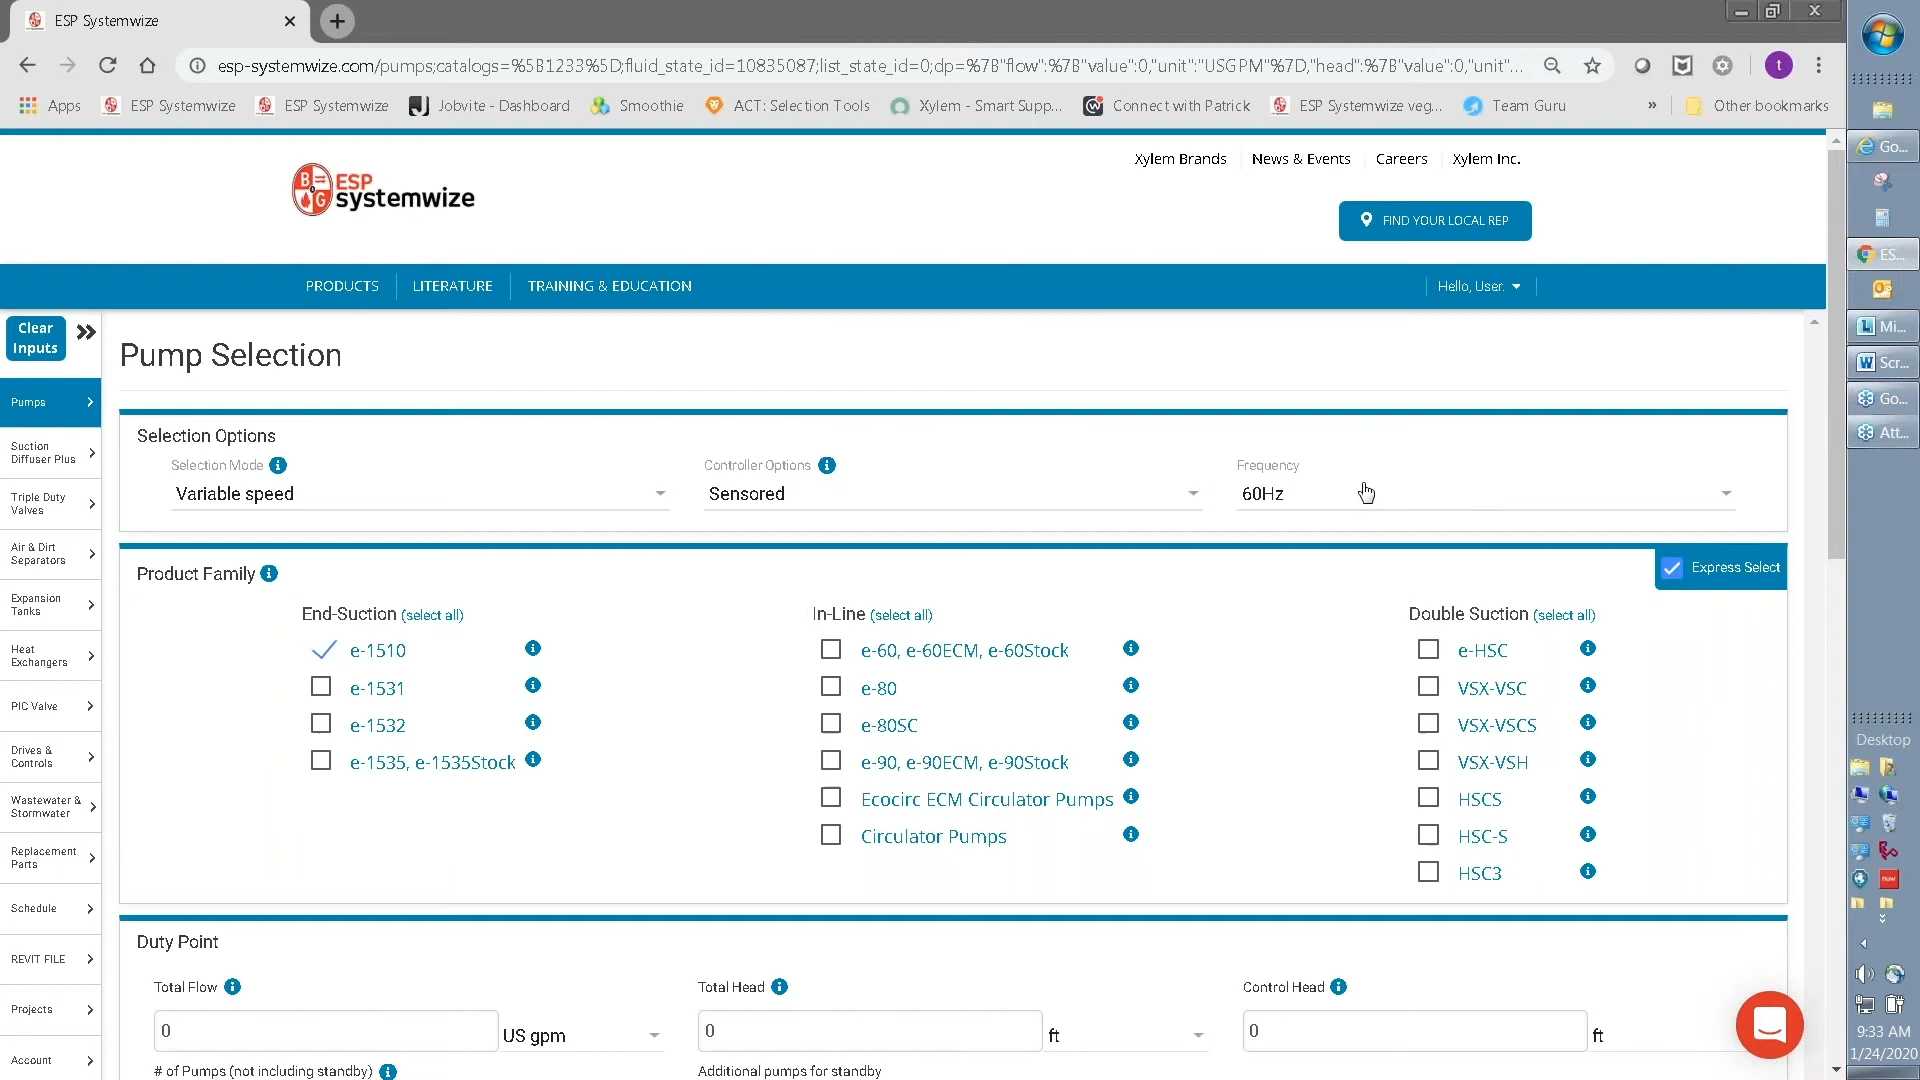 ESP Systemwize
esp-systemwize.com/pumps;catalogs=%5B1233%5D;fluid_state_id=10835087;list_state_id=0;dp=%7B"flow":%7B"value":0,"unit":"USGPM"%7D,"head":%7B"value":0,"unit"...
t
Apps
ESP Systemwize
ESP Systemwize
Jobvite - Dashboard
Smoothie
ACT: Selection Tools
Xylem - Smart Supp...
Connect with Patrick
ESP Systemwize veg...
Team Guru
»
Other bookmarks
Xylem Brands
News & Events
Careers
Xylem Inc.
B G
ESP
systemwize
FIND YOUR LOCAL REP
PRODUCTS
LITERATURE
TRAINING & EDUCATION
Hello, User.
Clear
Inputs
Pumps
Suction
Diffuser Plus
Triple Duty
Valves
Air & Dirt
Separators
Expansion
Tanks
Heat
Exchangers
PIC Valve
Drives &
Controls
Wastewater &
Stormwater
Replacement
Parts
Schedule
REVIT FILE
Projects
Account
Pump Selection
Selection Options
Selection Mode
Variable speed
Controller Options
Sensored
Frequency
60Hz
Product Family
Express Select
End-Suction (select all)
e-1510
e-1531
e-1532
e-1535, e-1535Stock
In-Line (select all)
e-60, e-60ECM, e-60Stock
e-80
e-80SC
e-90, e-90ECM, e-90Stock
Ecocirc ECM Circulator Pumps
Circulator Pumps
Double Suction (select all)
e-HSC
VSX-VSC
VSX-VSCS
VSX-VSH
HSCS
HSC-S
HSC3
Duty Point
Total Flow
0
US gpm
Total Head
0
ft
Control Head
0
ft
# of Pumps (not including standby)
Additional pumps for standby
Go...
ES...
Mi...
Scr...
Go...
Att...
Desktop
now
9:33 AM
1/24/2020